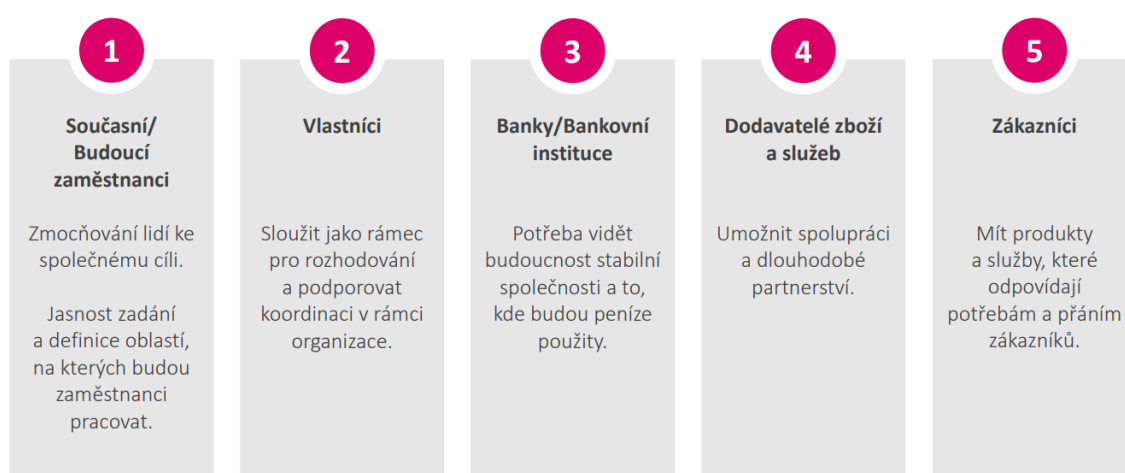 1
Současní/
Budoucí
zaměstnanci
Zmocňování lidí ke
společnému cíli.
Jasnost zadání
a definice oblastí,
na kterých budou
zaměstnanci
pracovat.
2
Vlastníci
Sloužit jako rámec
pro rozhodování
a podporovat
koordinaci v rámci
organizace.
3
Banky/Bankovní
instituce
Potřeba vidět
budoucnost stabilní
společnosti a to,
kde budou peníze
použity.
4
Dodavatelé zboží
a služeb
Umožnit spolupráci
a dlouhodobé
partnerství.
5
Zákazníci
Mít produkty
a služby, které
odpovídají
potřebám a přáním
zákazníků.